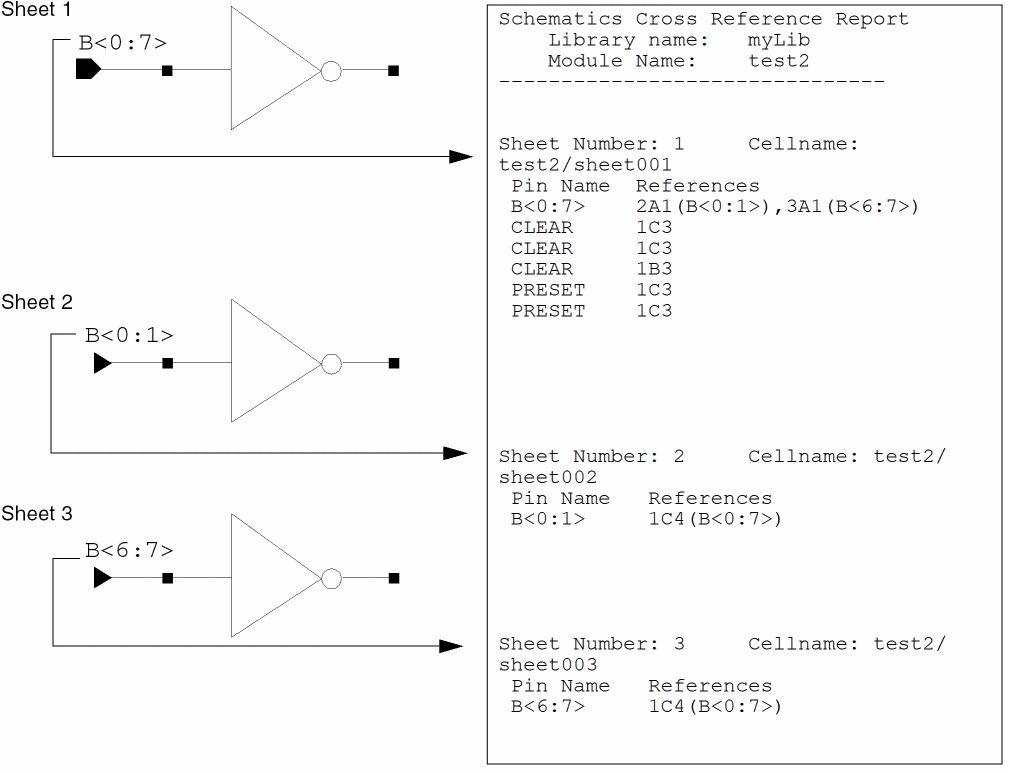 Sheet 1
B<0:7>
Sheet 2
B<0:1>
Sheet 3
B<6:7>
Schematics Cross Reference Report
Library name: myLib
Module Name: test2
-------------------------------
Sheet Number: 1 Cellname:
test2/sheet001
Pin Name References
B<0:7> 2A1(B<0:1>),3A1(B<6:7>)
CLEAR 1C3
CLEAR 1C3
CLEAR 1B3
PRESET 1C3
PRESET 1C3
Sheet Number: 2 Cellname: test2/
sheet002
Pin Name References
B<0:1> 1C4(B<0:7>)
Sheet Number: 3 Cellname: test2/
sheet003
Pin Name References
B<6:7> 1C4(B<0:7>)